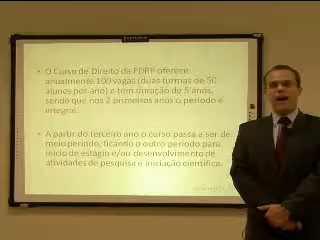 • O Curso de Direito da FDRP oferece
anualmente 100 vagas (duas turmas de 50
alunos por ano) e tem duração de 5 anos,
sendo que nos 2 primeiros anos o período é
integral.
• A partir do terceiro ano o curso passa a ser de
meio período, ficando o outro período para
início de estágio e/ou desenvolvimento de
atividades de pesquisa e iniciação científica.